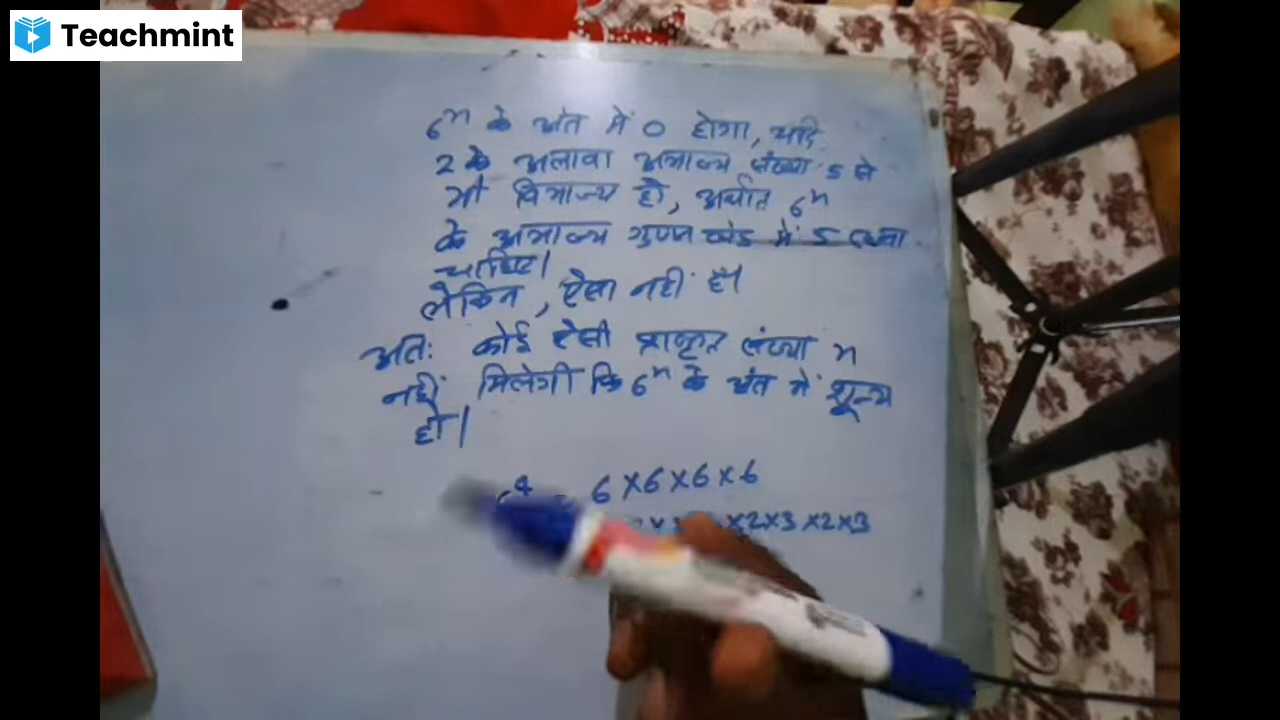 Teachmint
6ⁿ के अंत में 0 होगा, यदि
2 के अलावा अभाज्य संख्या 5 से
भी विभाज्य हो, अर्थात 6ⁿ
के अभाज्य गुणन खंड में 5
चाहिए।
लेकिन, ऐसा नहीं है।
अतः कोई ऐसी प्राकृत संख्या n
नहीं मिलेगी कि 6ⁿ के अंत में शून्य
हो।
6 × 6 × 6 × 6
×2×3 ×2×3